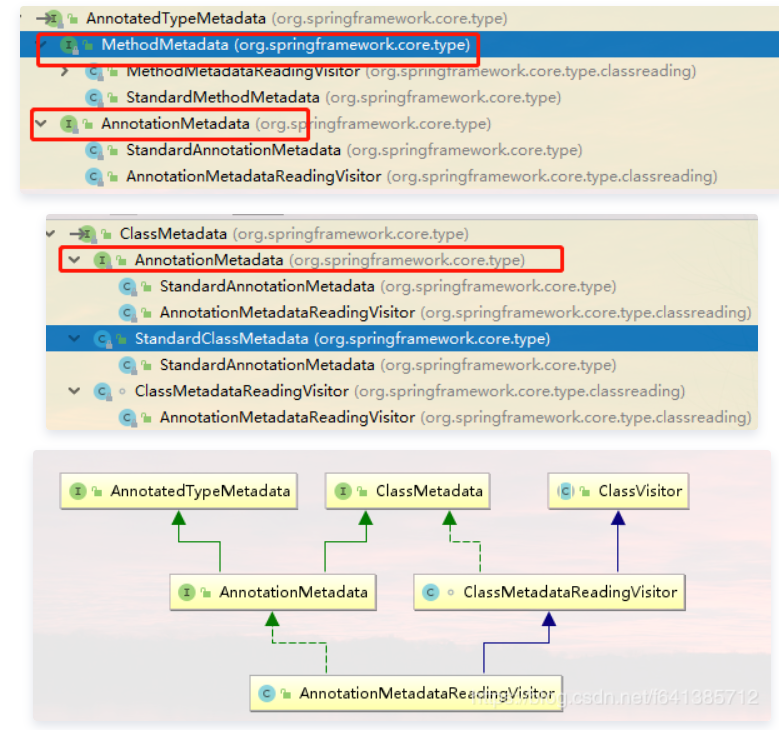 AnnotatedTypeMetadata (org.springframework.core.type)
MethodMetadata (org.springframework.core.type)
MethodMetadataReadingVisitor (org.springframework.core.type.classreading)
StandardMethodMetadata (org.springframework.core.type)
AnnotationMetadata (org.springframework.core.type)
StandardAnnotationMetadata (org.springframework.core.type)
AnnotationMetadataReadingVisitor (org.springframework.core.type.classreading)
ClassMetadata (org.springframework.core.type)
AnnotationMetadata (org.springframework.core.type)
StandardAnnotationMetadata (org.springframework.core.type)
AnnotationMetadataReadingVisitor (org.springframework.core.type.classreading)
StandardClassMetadata (org.springframework.core.type)
StandardAnnotationMetadata (org.springframework.core.type)
ClassMetadataReadingVisitor (org.springframework.core.type.classreading)
AnnotationMetadataReadingVisitor (org.springframework.core.type.classreading)
AnnotatedTypeMetadata ClassMetadata ClassVisitor
AnnotationMetadata ClassMetadataReadingVisitor
AnnotationMetadataReadingVisitor
https://blog.csdn.net/f641385712